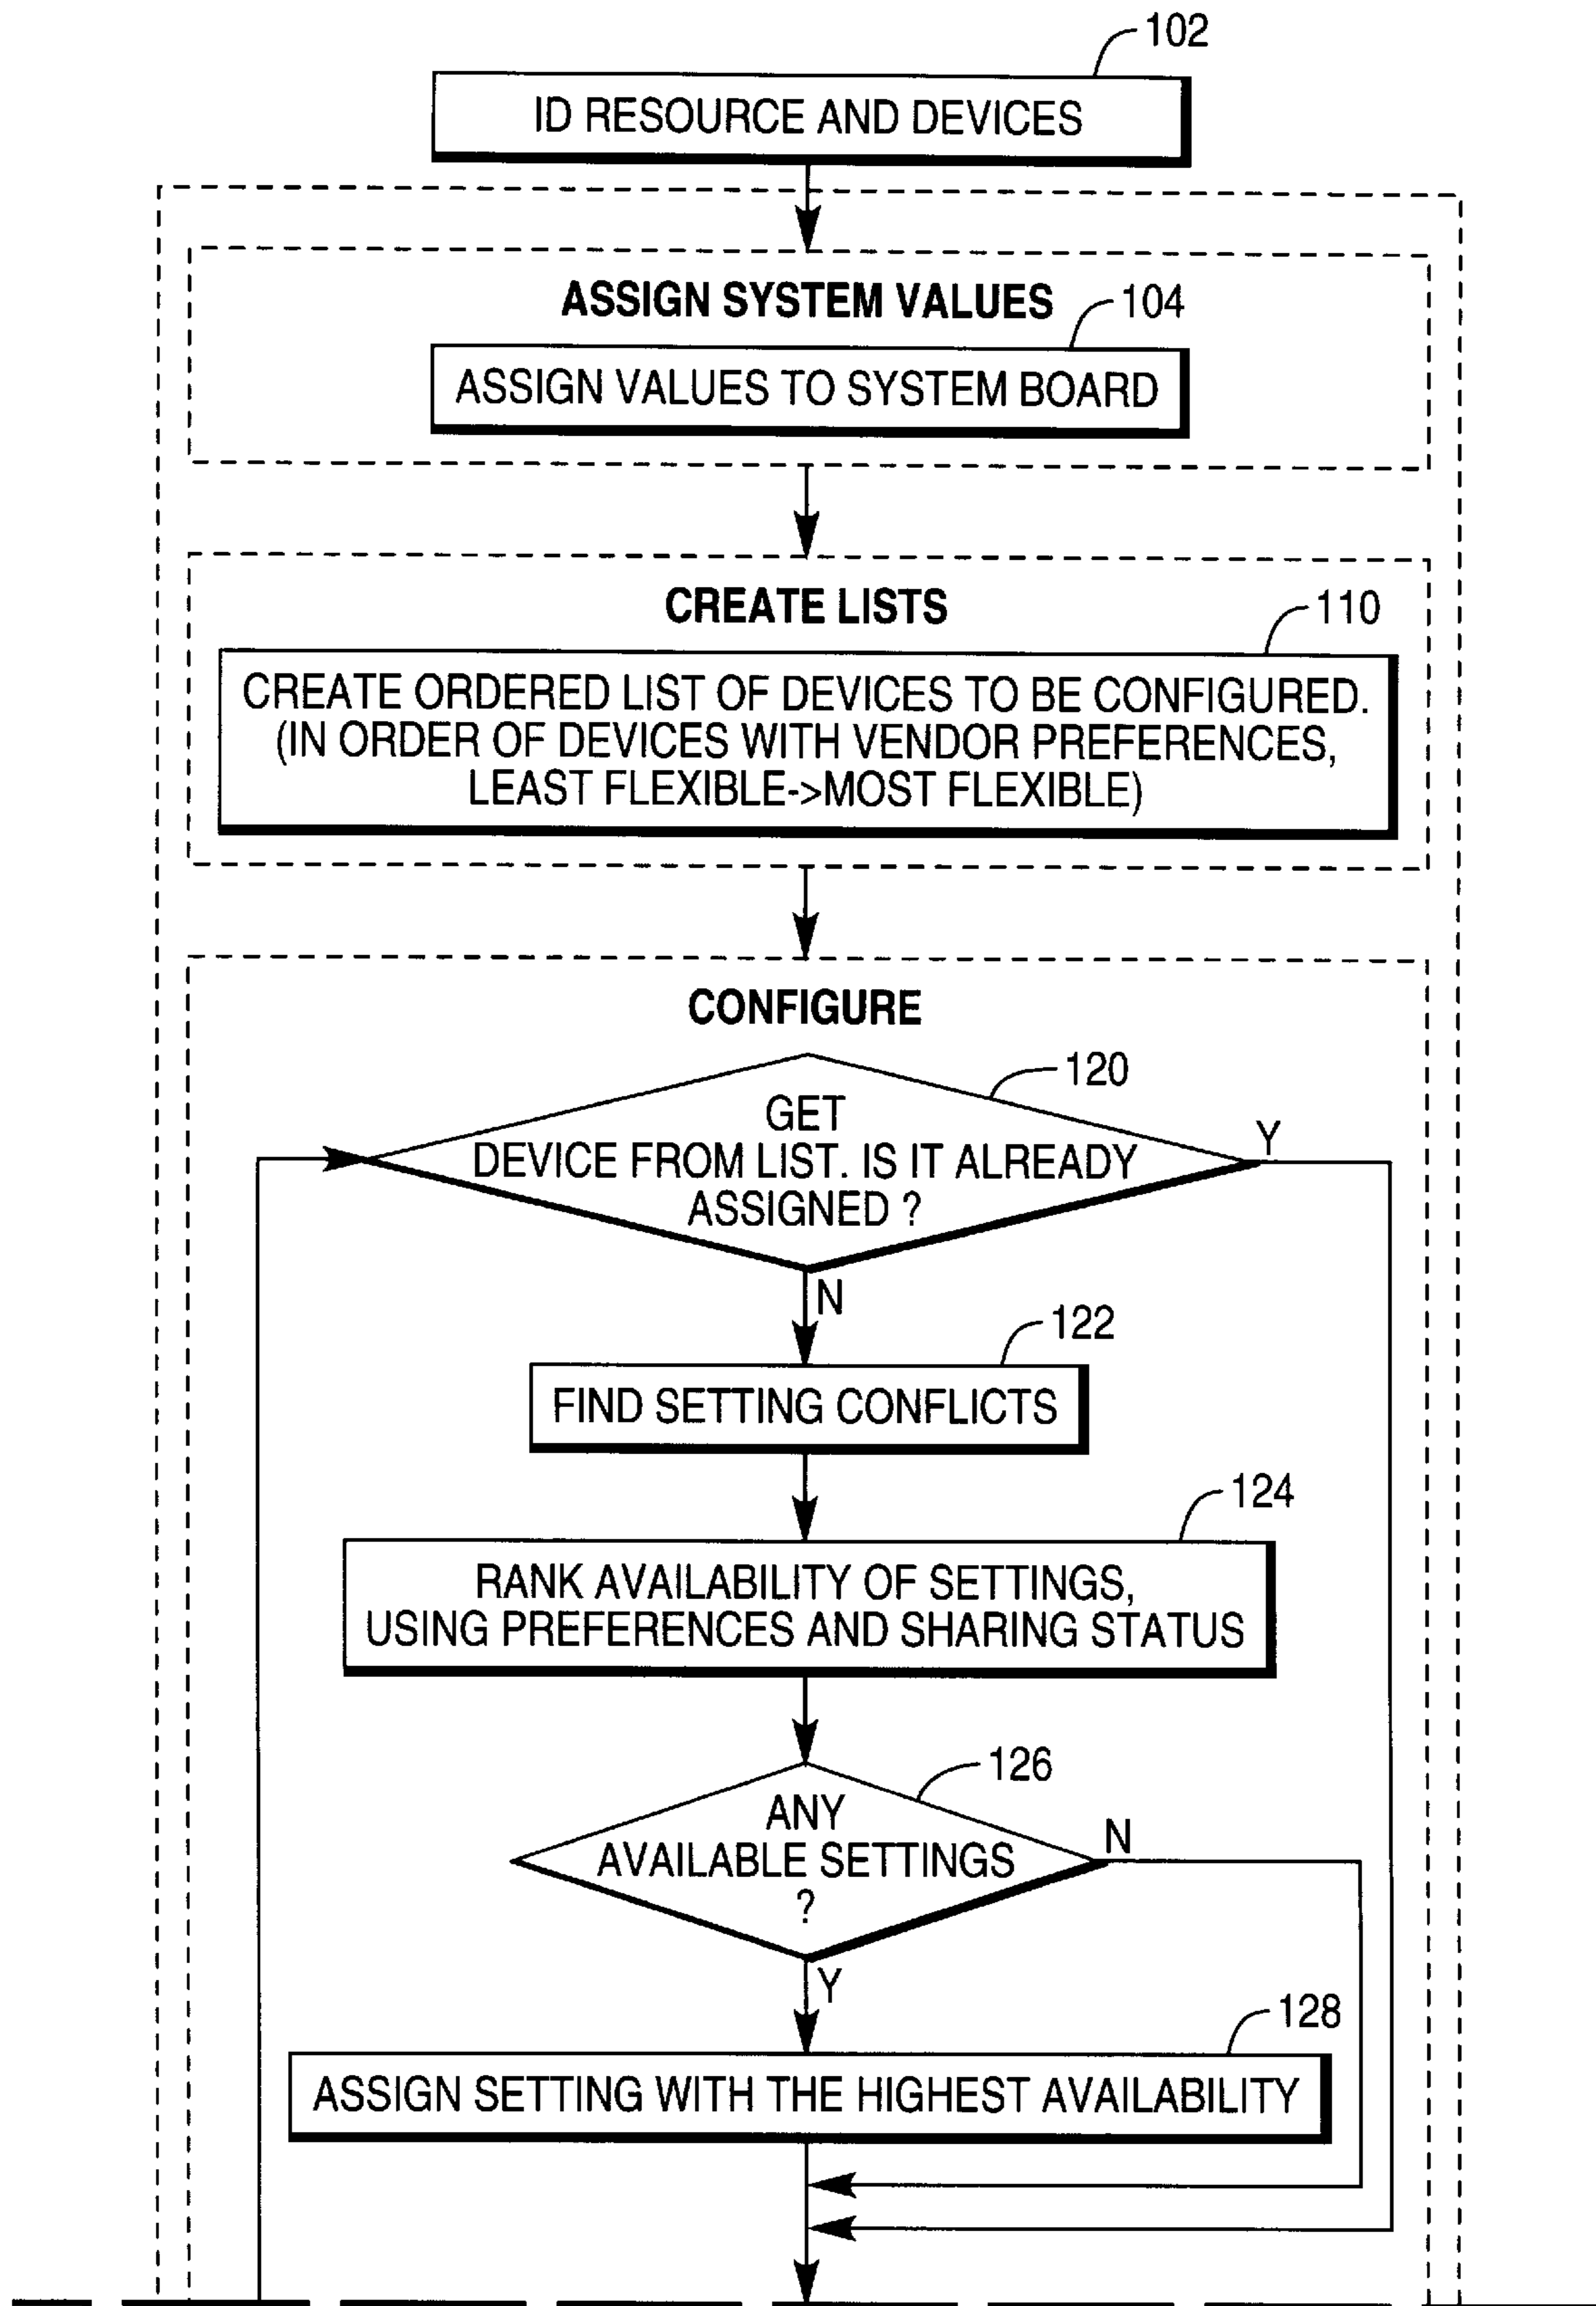 102
ID RESOURCE AND DEVICES
ASSIGN SYSTEM VALUES
104
ASSIGN VALUES TO SYSTEM BOARD
CREATE LISTS
110
CREATE ORDERED LIST OF DEVICES TO BE CONFIGURED.
(IN ORDER OF DEVICES WITH VENDOR PREFERENCES,
LEAST FLEXIBLE->MOST FLEXIBLE)
CONFIGURE
120
GET
DEVICE FROM LIST. IS IT ALREADY
ASSIGNED ?
Y
N
122
FIND SETTING CONFLICTS
124
RANK AVAILABILITY OF SETTINGS,
USING PREFERENCES AND SHARING STATUS
126
ANY
AVAILABLE SETTINGS
?
N
Y
128
ASSIGN SETTING WITH THE HIGHEST AVAILABILITY